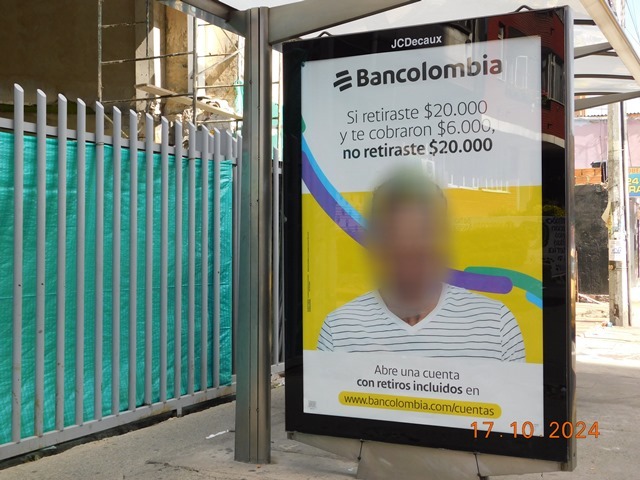 JCDecaux
Bancolombia
Si retiraste $20.000
y te cobraron $6.000,
no retiraste $20.000
Abre una cuenta
con retiros incluidos en
www.bancolombia.com/cuentas
17.10.2024